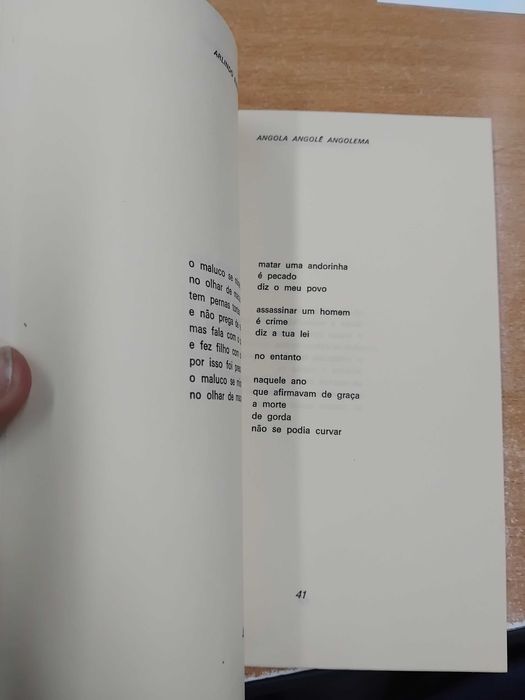 ARLINDO
o maluco se
no olhar de
tem pernas
e não prega
mas fala com o
e fez filho com
por isso foi
o maluco se
no olhar de
ANGOLA ANGOLÊ ANGOLEMA
matar uma andorinha
é pecado
diz o meu povo
assassinar um homem
é crime
diz a tua lei
no entanto
naquele ano
que afirmavam de graça
a morte
de gorda
não se podia curvar
41